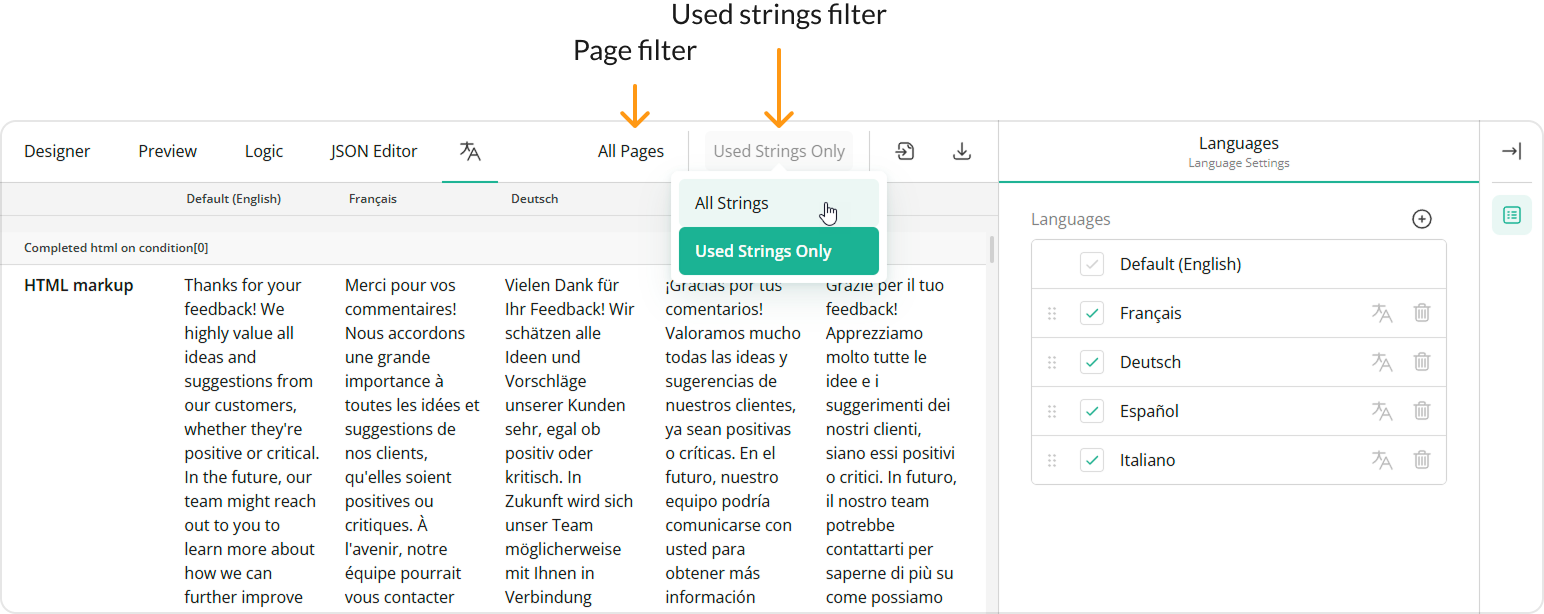 Used strings filter
Page filter
Designer Preview Logic JSON Editor All Pages Used Strings Only
Languages
Language Settings
Default (English) Français Deutsch
All Strings
Used Strings Only
Languages
Completed html on condition[0]
HTML markup
Thanks for your
feedback! We
highly value all
ideas and
suggestions from
our customers,
whether they're
positive or critical.
In the future, our
team might reach
out to you to
learn more about
how we can
further improve
Merci pour vos
commentaires!
Nous accordons
une grande
importance à
toutes les idées et
suggestions de
nos clients,
qu'elles soient
positives ou
critiques. À
l'avenir, notre
équipe pourrait
vous contacter
Vielen Dank für
Ihr Feedback! Wir
schätzen alle
Ideen und
Vorschläge
unserer Kunden
sehr, egal ob
positiv oder
kritisch. In
Zukunft wird sich
unser Team
möglicherweise
mit Ihnen in
Verbindung
¡Gracias por tus
comentarios!
Valoramos mucho
todas las ideas y
sugerencias de
nuestros clientes,
ya sean positivas
o críticas. En el
futuro, nuestro
equipo podría
comunicarse con
usted para
obtener más
información
Grazie per il tuo
feedback!
Apprezziamo
molto tutte le
idee e i
suggerimenti dei
nostri clienti,
siano essi positivi
o critici. In futuro,
il nostro team
potrebbe
contattarti per
saperne di più su
come possiamo
Default (English)
Français
Deutsch
Español
Italiano